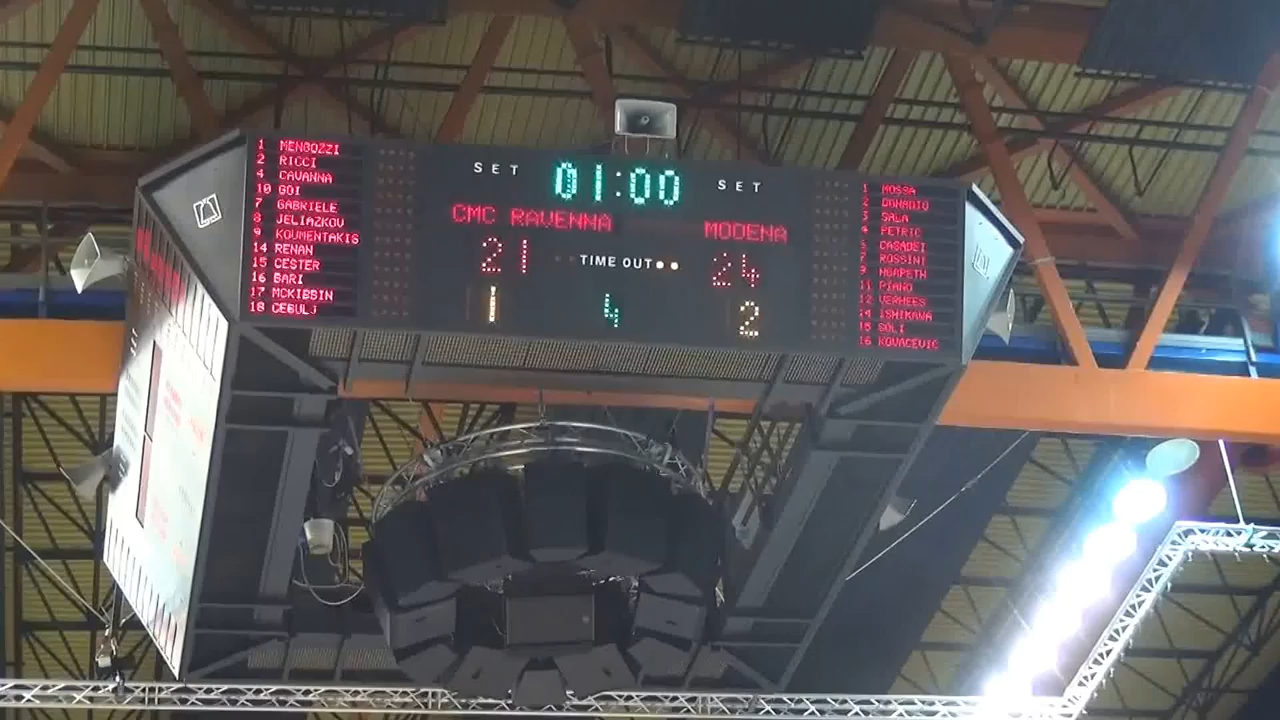 1 MENGOZZI
2 RICCI
4 CAVANNA
10 GOI
7 GABRIELE
8 JELIAZKOV
9 KOUMENTAKIS
14 RENAN
15 CESTER
16 BARI
17 MCKIBBIN
18 CEBULJ
SET 01:00 SET
CMC RAVENNA MODENA
21 TIME OUT 24
1 4 2
1 MOSSA
2 DONADIO
3 SALA
4 PETRIC
5 CASADEI
7 ROSSINI
9 NGAPETH
11 PIANO
12 VERHEES
14 ISHIKAWA
15 SOLI
16 KOVACEVIC